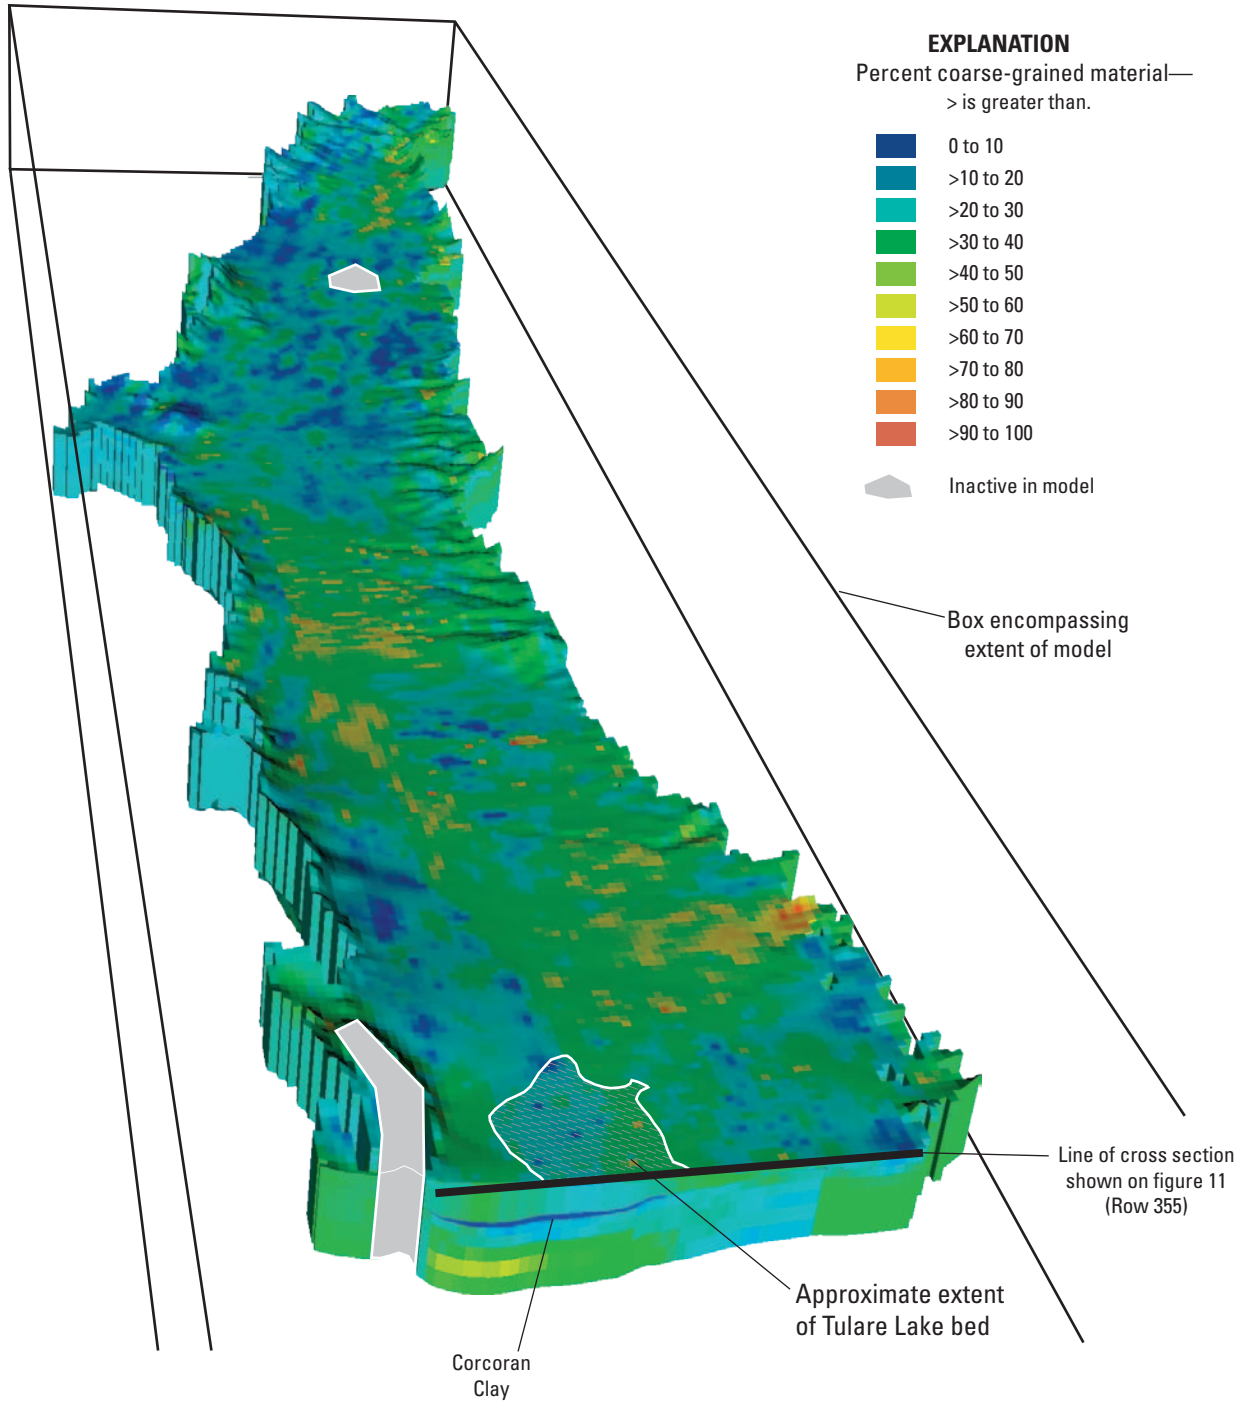 EXPLANATION
Percent coarse-grained material—
> is greater than.
0 to 10
>10 to 20
>20 to 30
>30 to 40
>40 to 50
>50 to 60
>60 to 70
>70 to 80
>80 to 90
>90 to 100
Inactive in model
Box encompassing
extent of model
Line of cross section
shown on figure 11
(Row 355)
Approximate extent
of Tulare Lake bed
Corcoran
Clay